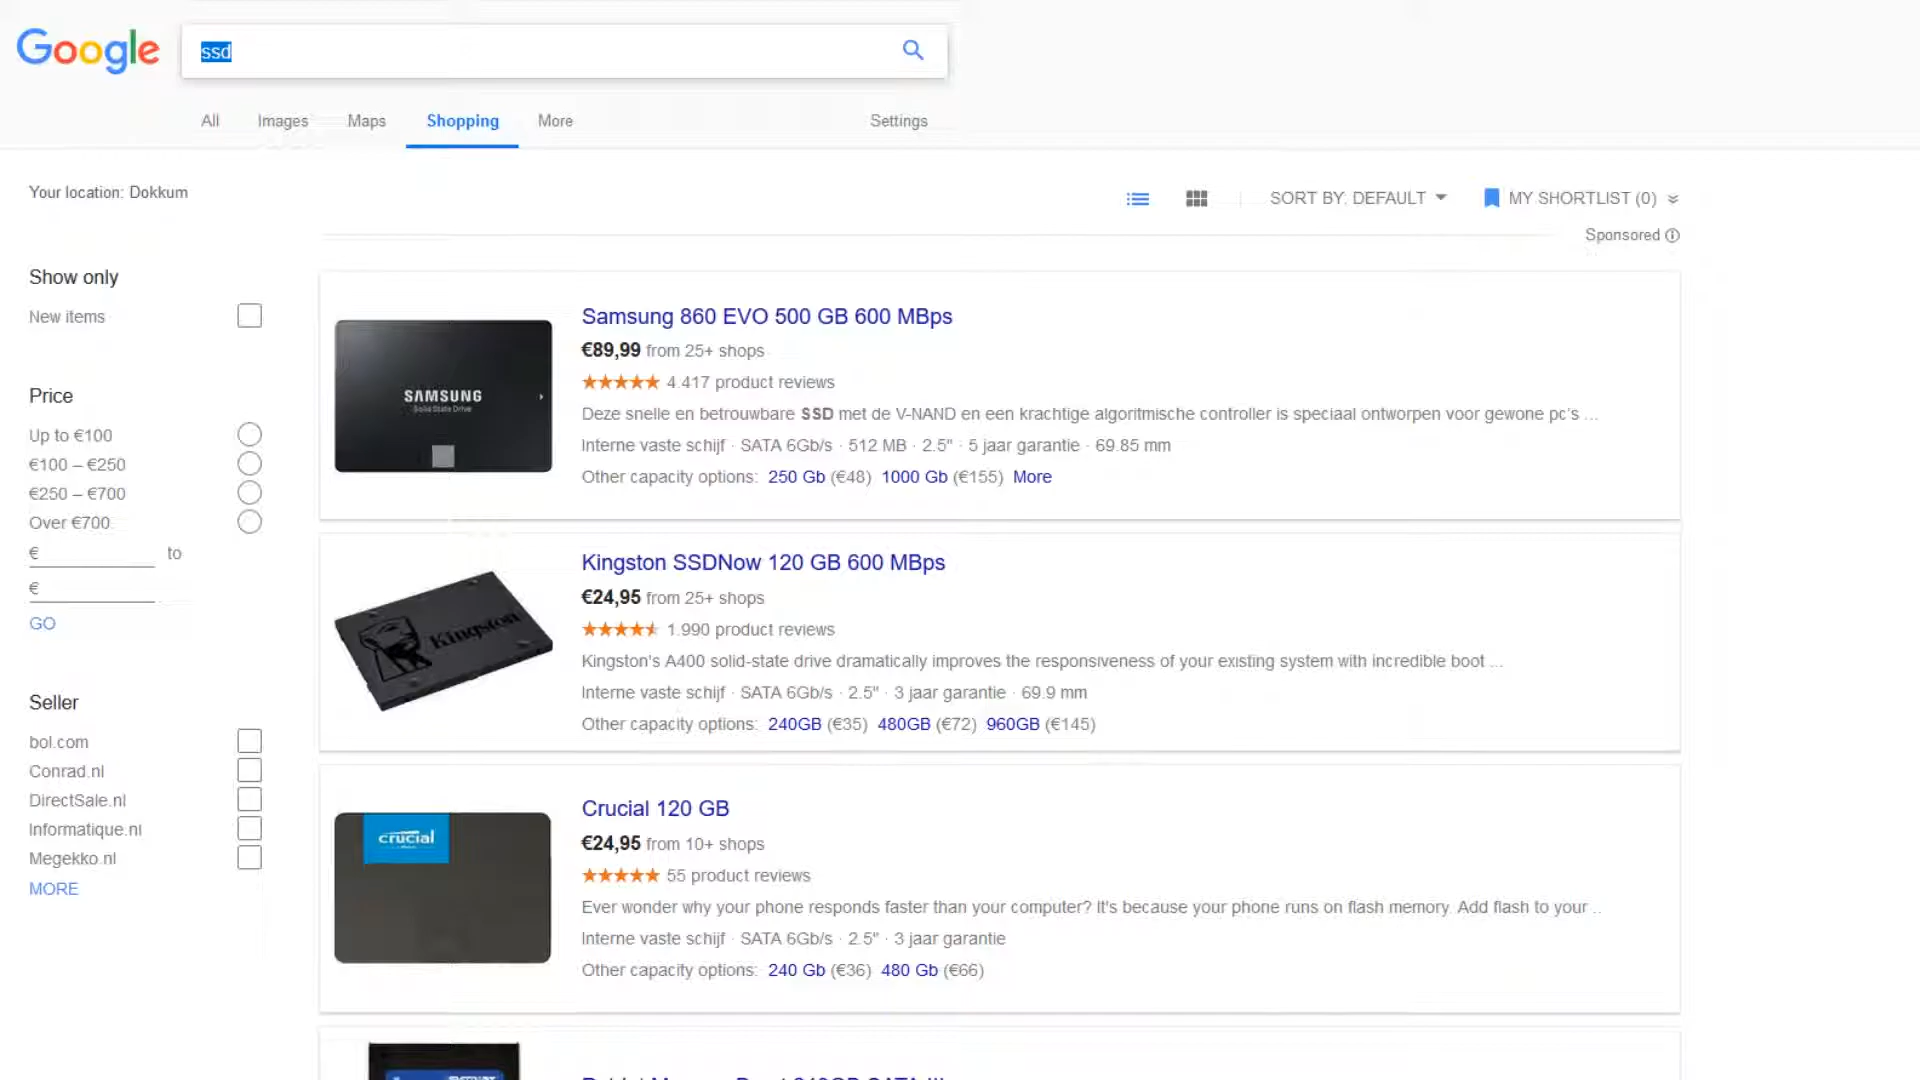 Google
ssd
All
Images
Maps
Shopping
More
Settings
Your location: Dokkum
SORT BY: DEFAULT
MY SHORTLIST (0)
Sponsored
Show only
New items
Price
Up to €100
€100 – €250
€250 – €700
Over €700
€ to
€
GO
Seller
bol.com
Conrad.nl
DirectSale.nl
Informatique.nl
Megekko.nl
MORE
SAMSUNG
Solid State Drive
Samsung 860 EVO 500 GB 600 MBps
€89,99 from 25+ shops
4.417 product reviews
Deze snelle en betrouwbare SSD met de V-NAND en een krachtige algoritmische controller is speciaal ontworpen voor gewone pc's ...
Interne vaste schijf · SATA 6Gb/s · 512 MB · 2.5" · 5 jaar garantie · 69.85 mm
Other capacity options: 250 Gb (€48) 1000 Gb (€155) More
Kingston
Kingston SSDNow 120 GB 600 MBps
€24,95 from 25+ shops
1.990 product reviews
Kingston's A400 solid-state drive dramatically improves the responsiveness of your existing system with incredible boot ...
Interne vaste schijf · SATA 6Gb/s · 2.5" · 3 jaar garantie · 69.9 mm
Other capacity options: 240GB (€35) 480GB (€72) 960GB (€145)
crucial
Crucial 120 GB
€24,95 from 10+ shops
55 product reviews
Ever wonder why your phone responds faster than your computer? It's because your phone runs on flash memory. Add flash to your ..
Interne vaste schijf · SATA 6Gb/s · 2.5" · 3 jaar garantie
Other capacity options: 240 Gb (€36) 480 Gb (€66)